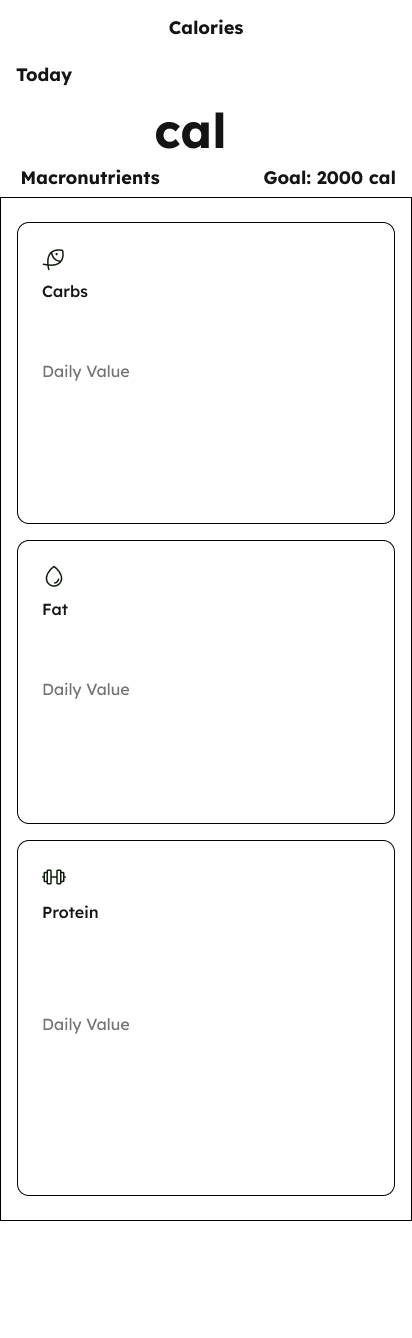 Calories
Today
cal
Macronutrients
Goal: 2000 cal
Carbs
Daily Value
Fat
Daily Value
Protein
Daily Value